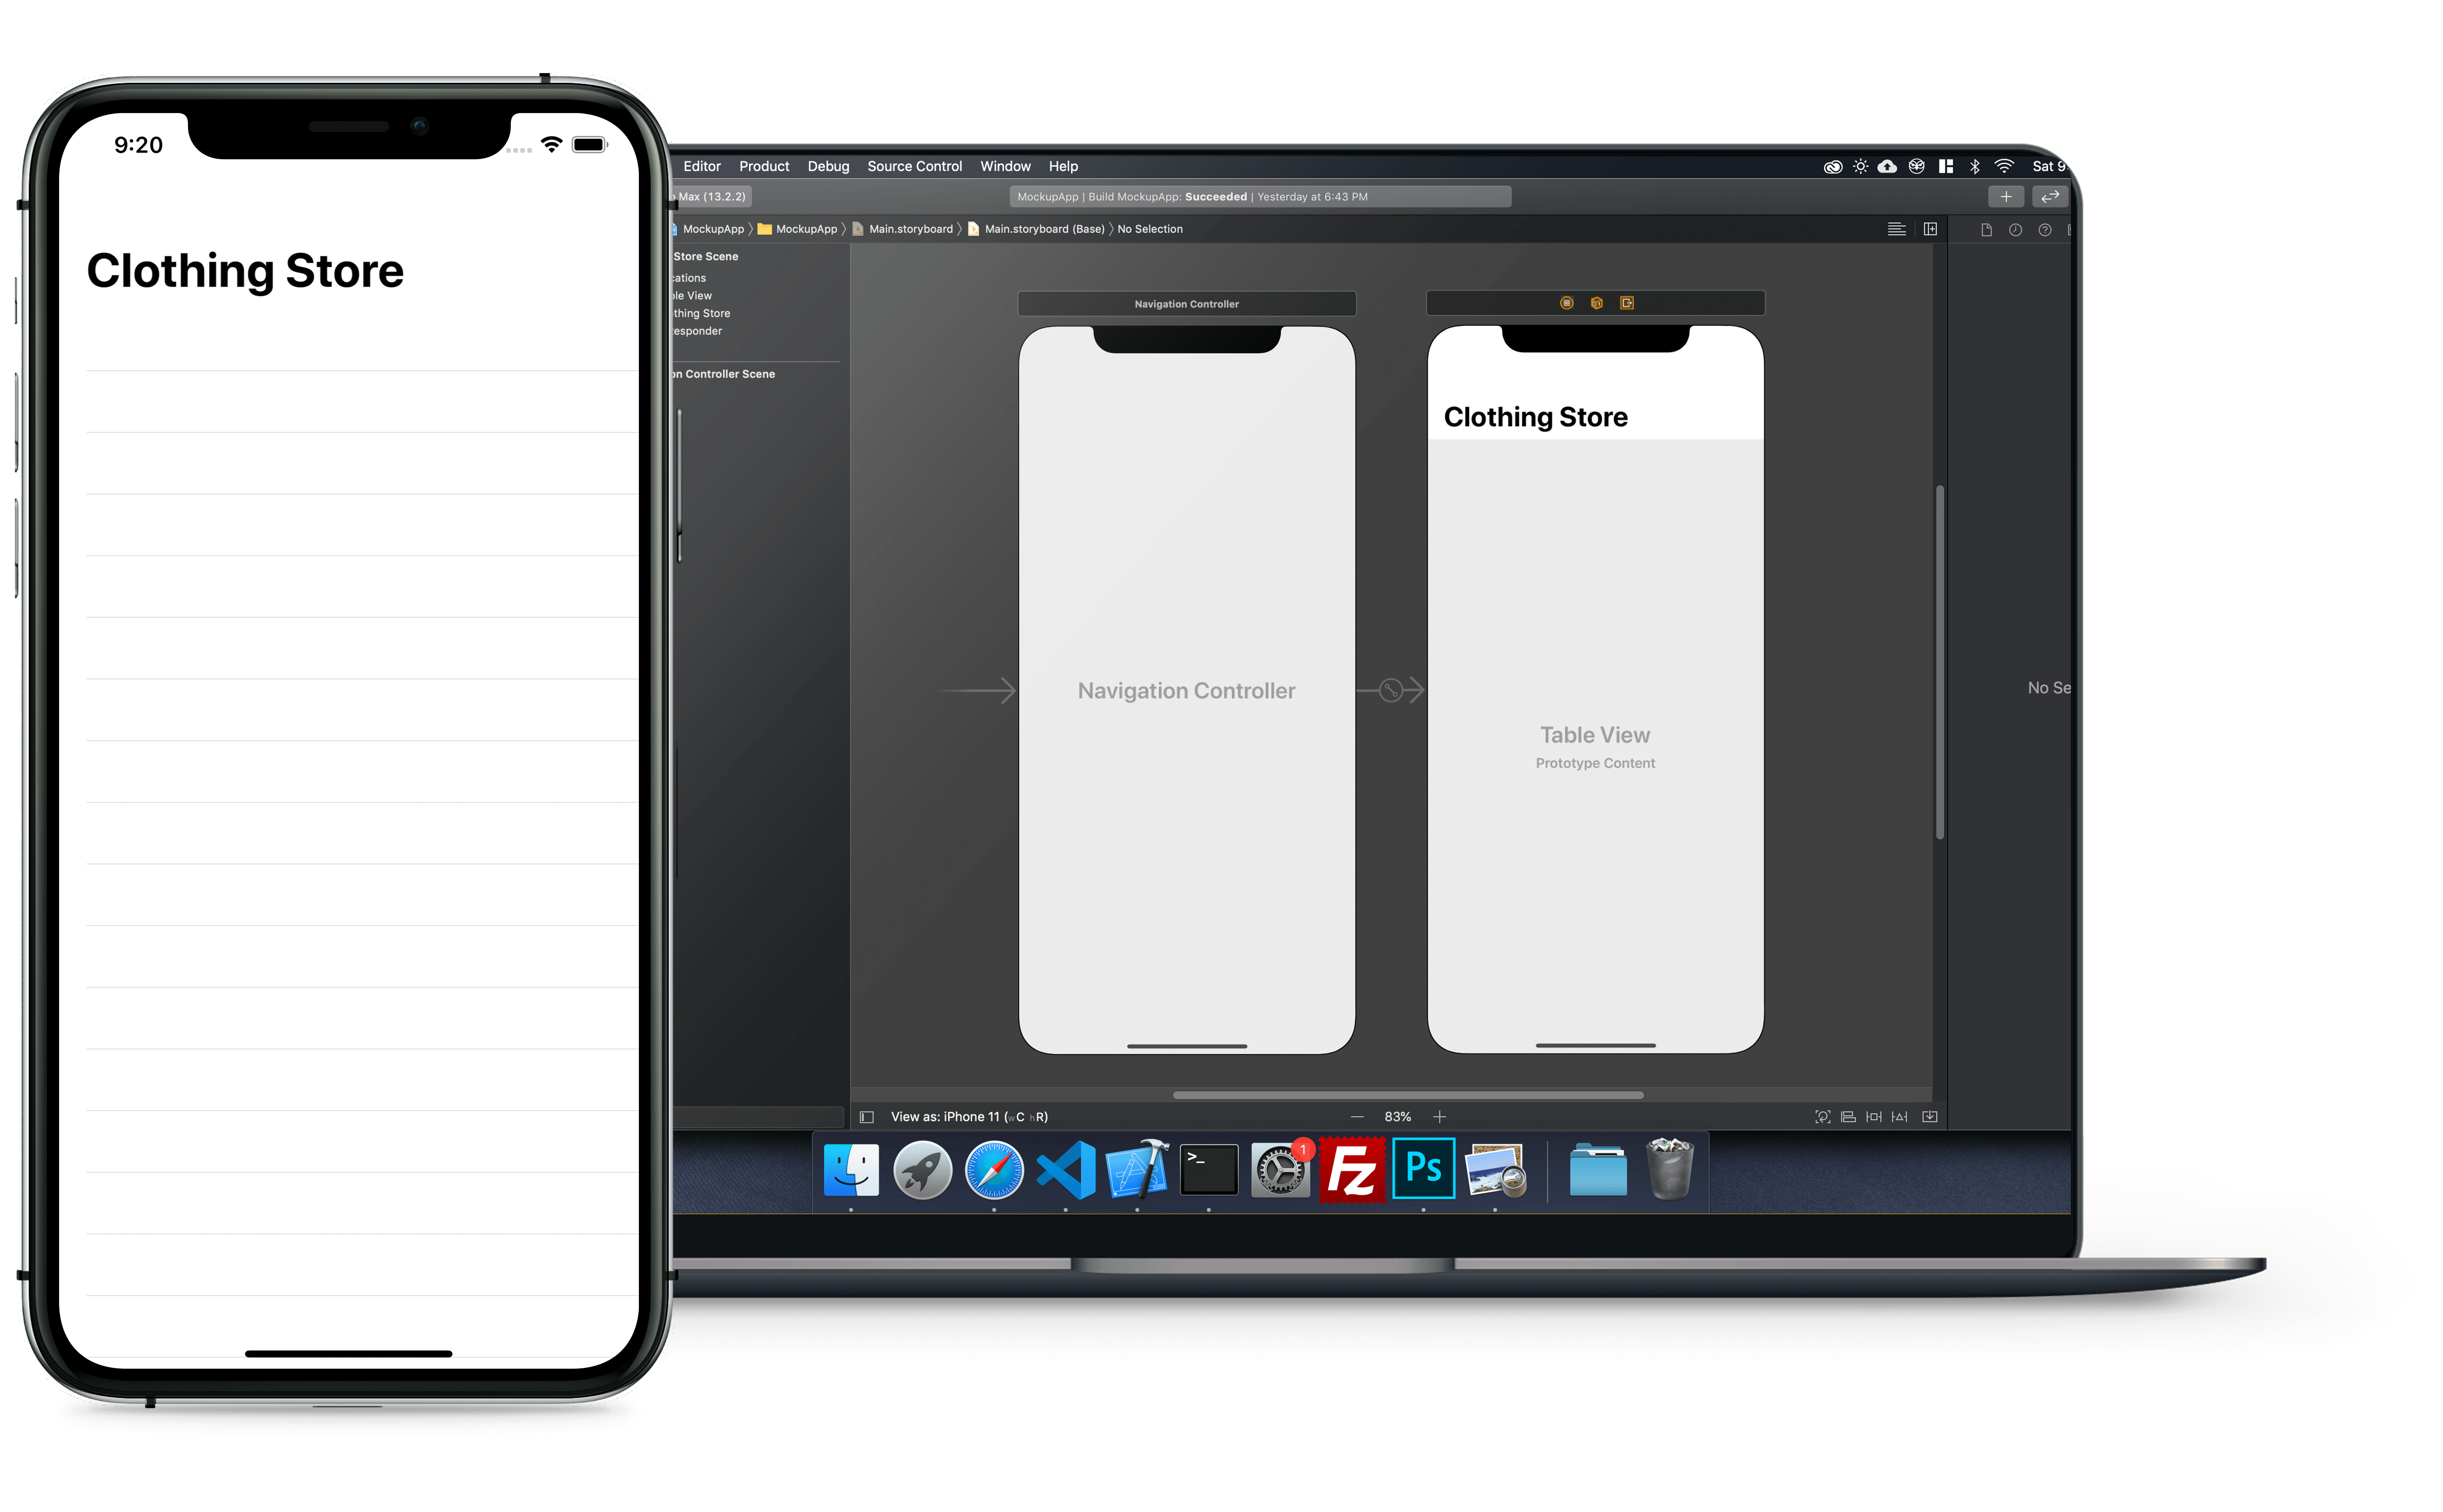 9:20
Clothing Store
Editor Product Debug Source Control Window Help
Sat 9
Max (13.2.2)
MockupApp | Build MockupApp: Succeeded | Yesterday at 6:43 PM
MockupApp MockupApp Main.storyboard Main.storyboard (Base) No Selection
Store Scene
cations
ble View
thing Store
esponder
on Controller Scene
Navigation Controller
Navigation Controller
Clothing Store
Table View
Prototype Content
No Se
View as: iPhone 11 (wC hR)
83%
>_
1
Fz
Ps